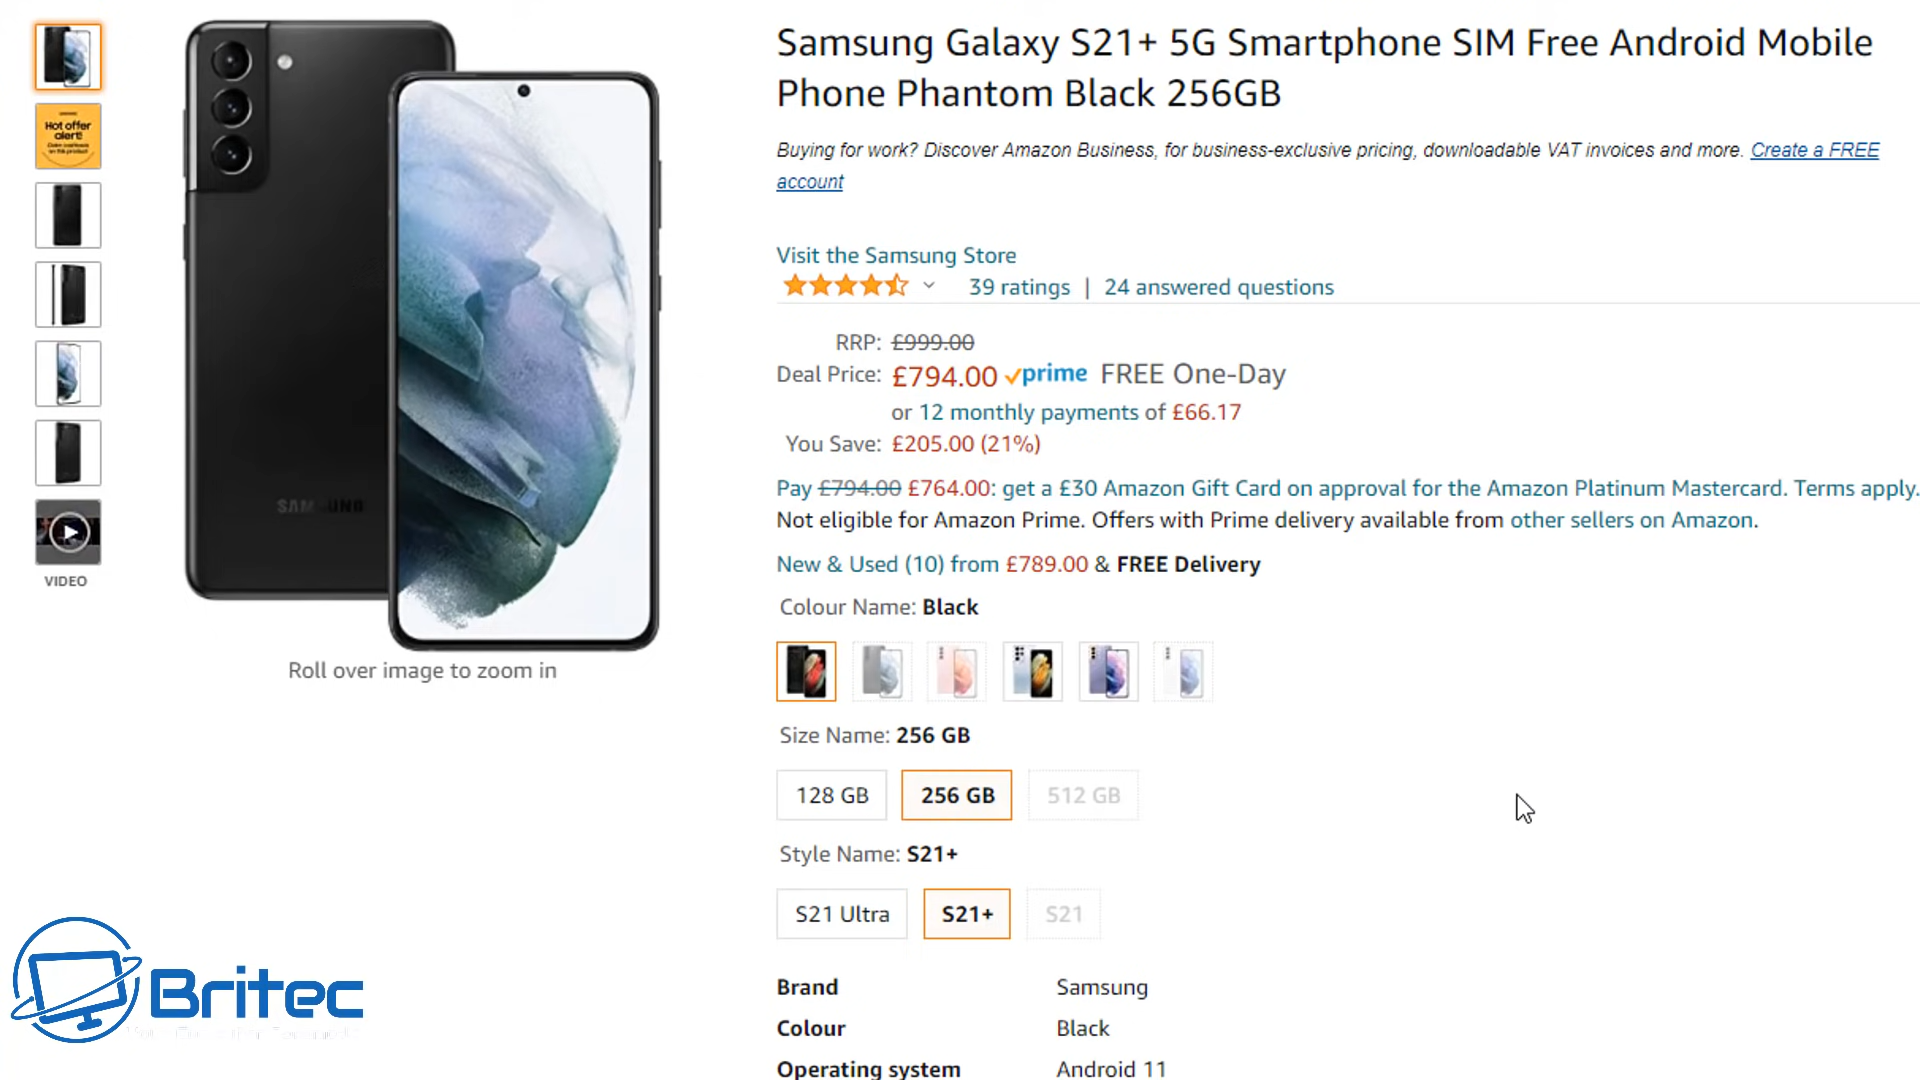 Samsung Galaxy S21+ 5G Smartphone SIM Free Android Mobile
Phone Phantom Black 256GB
Buying for work? Discover Amazon Business, for business-exclusive pricing, downloadable VAT invoices and more. Create a FREE
account
Visit the Samsung Store
39 ratings | 24 answered questions
RRP: £999.00
Deal Price: £794.00 prime FREE One-Day
or 12 monthly payments of £66.17
You Save: £205.00 (21%)
Pay £794.00 £764.00: get a £30 Amazon Gift Card on approval for the Amazon Platinum Mastercard. Terms apply.
Not eligible for Amazon Prime. Offers with Prime delivery available from other sellers on Amazon.
New & Used (10) from £789.00 & FREE Delivery
Colour Name: Black
Size Name: 256 GB
128 GB 256 GB 512 GB
Style Name: S21+
S21 Ultra S21+ S21
Brand Samsung
Colour Black
Operating system Android 11
Hot offer
alert!
SAMSUNG
VIDEO
Roll over image to zoom in
Britec